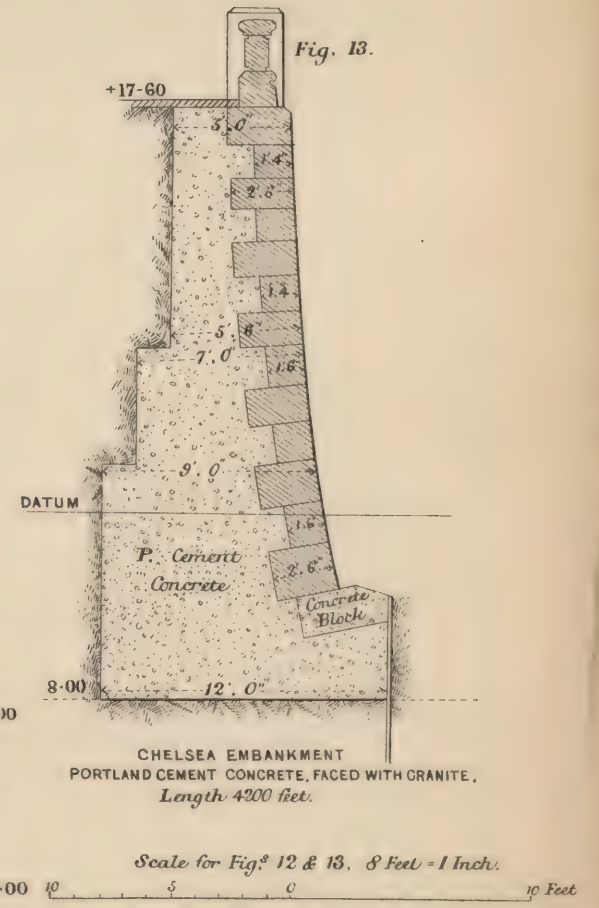 Fig. 13.
+17·60
5'. 0"
1'.4"
2'.6"
1.4
5'. 6"
7'. 0"
1.6"
9'. 0"
DATUM
1.6"
P. Cement
Concrete
2'.6"
Concrete
Block
8·00
12'. 0"
00
CHELSEA EMBANKMENT
PORTLAND CEMENT CONCRETE, FACED WITH GRANITE.
Length 4200 feet.
Scale for Figs 12 & 13, 8 Feet = 1 Inch.
·00 10 5 0 10 Feet